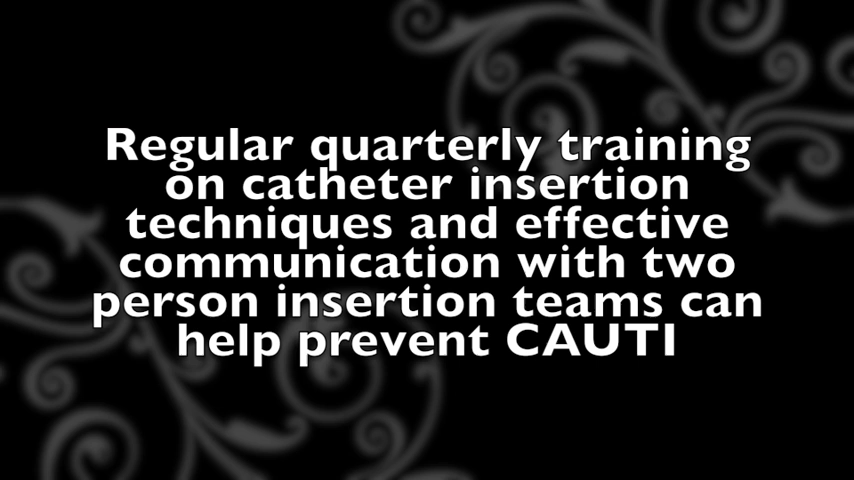 Regular quarterly training
on catheter insertion
techniques and effective
communication with two
person insertion teams can
help prevent CAUTI